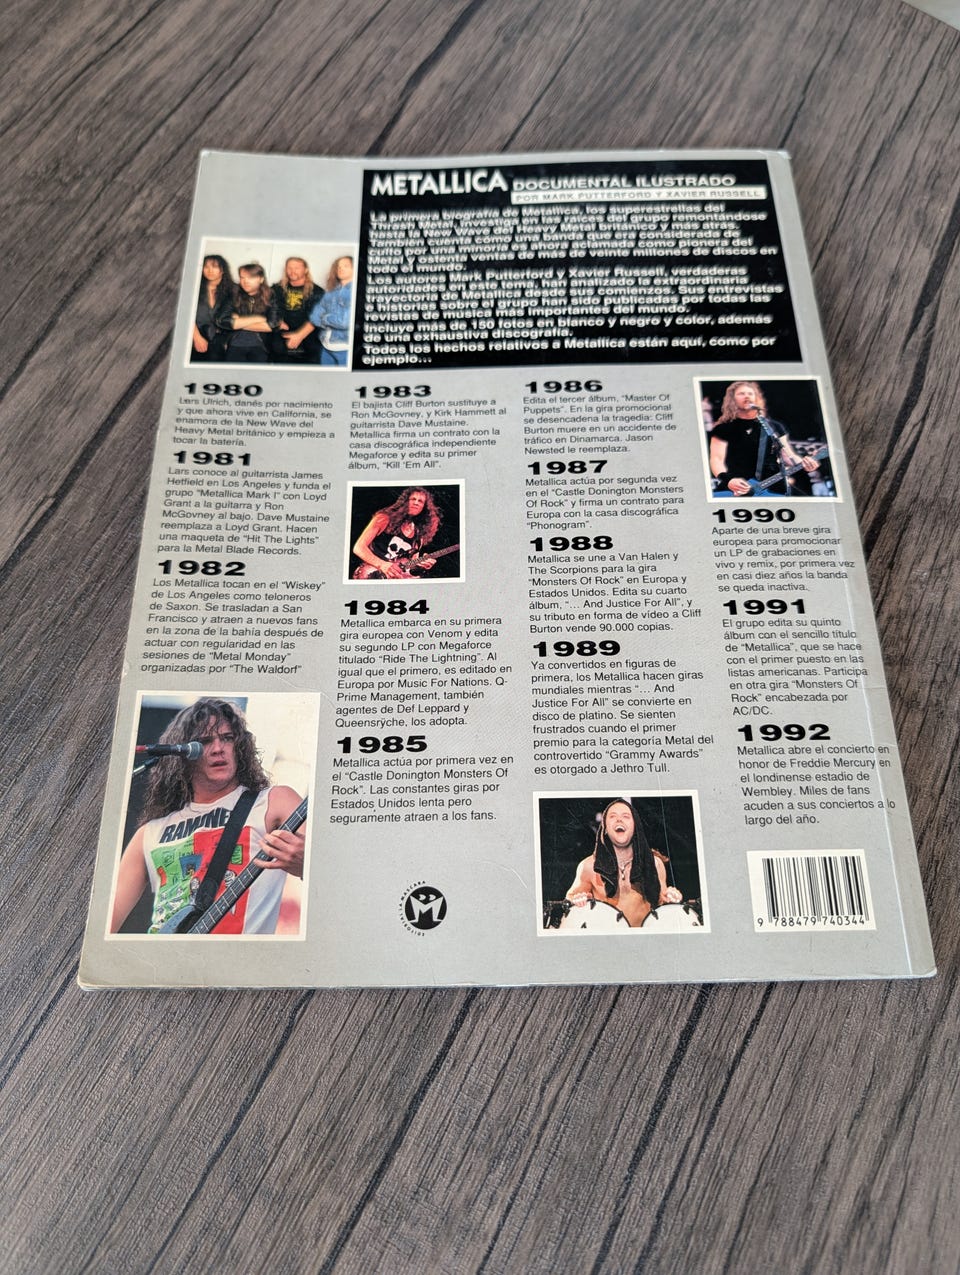 METALLICA DOCUMENTAL ILUSTRADO
POR MARK PUTTERFORD Y XAVIER RUSSELL
La primera biografía de Metallica, los superestrellas del
Thrash Metal, investiga en las raíces del grupo remontándose
hasta la New Wave del Heavy Metal británico y más atrás.
También cuenta cómo una banda que era considerada de
culto por una minoría es ahora aclamada como pionera del
Metal y ostenta ventas de más de veinte millones de discos en
todo el mundo.
Los autores Mark Putterford y Xavier Russell, verdaderas
autoridades en este tema, han analizado la extraordinaria
trayectoria de Metallica desde sus comienzos. Sus entrevistas
e historias sobre el grupo han sido publicadas por todas las
revistas de música más importantes del mundo.
Incluye más de 150 fotos en blanco y negro y color, además
de una exhaustiva discografía.
Todos los hechos relativos a Metallica están aquí, como por
ejemplo...
1980
Lars Ulrich, danés por nacimiento
y que ahora vive en California, se
enamora de la New Wave del
Heavy Metal británico y empieza a
tocar la batería.
1981
Lars conoce al guitarrista James
Hetfield en Los Angeles y funda el
grupo "Metallica Mark I" con Loyd
Grant a la guitarra y Ron
McGovney al bajo. Dave Mustaine
reemplaza a Loyd Grant. Hacen
una maqueta de "Hit The Lights"
para la Metal Blade Records.
1982
Los Metallica tocan en el "Wiskey"
de Los Angeles como teloneros
de Saxon. Se trasladan a San
Francisco y atraen a nuevos fans
en la zona de la bahía después de
actuar con regularidad en las
sesiones de "Metal Monday"
organizadas por "The Waldorf"
1983
El bajista Cliff Burton sustituye a
Ron McGovney, y Kirk Hammett al
guitarrista Dave Mustaine.
Metallica firma un contrato con la
casa discográfica independiente
Megaforce y edita su primer
álbum, "Kill 'Em All".
1984
Metallica embarca en su primera
gira europea con Venom y edita
su segundo LP con Megaforce
titulado "Ride The Lightning". Al
igual que el primero, es editado en
Europa por Music For Nations. Q-
Prime Management, también
agentes de Def Leppard y
Queensrÿche, los adopta.
1985
Metallica actúa por primera vez en
el "Castle Donington Monsters Of
Rock". Las constantes giras por
Estados Unidos lenta pero
seguramente atraen a los fans.
1986
Edita el tercer álbum, "Master Of
Puppets". En la gira promocional
se desencadena la tragedia: Cliff
Burton muere en un accidente de
tráfico en Dinamarca. Jason
Newsted le reemplaza.
1987
Metallica actúa por segunda vez
en el "Castle Donington Monsters
Of Rock" y firma un contrato para
Europa con la casa discográfica
"Phonogram".
1988
Metallica se une a Van Halen y
The Scorpions para la gira
"Monsters Of Rock" en Europa y
Estados Unidos. Edita su cuarto
álbum, "... And Justice For All", y
su tributo en forma de vídeo a Cliff
Burton vende 90.000 copias.
1989
Ya convertidos en figuras de
primera, los Metallica hacen giras
mundiales mientras "... And
Justice For All" se convierte en
disco de platino. Se sienten
frustrados cuando el primer
premio para la categoría Metal del
controvertido "Grammy Awards"
es otorgado a Jethro Tull.
1990
Aparte de una breve gira
europea para promocionar
un LP de grabaciones en
vivo y remix, por primera vez
en casi diez años la banda
se queda inactiva.
1991
El grupo edita su quinto
álbum con el sencillo título
de "Metallica", que se hace
con el primer puesto en las
listas americanas. Participa
en otra gira "Monsters Of
Rock" encabezada por
AC/DC.
1992
Metallica abre el concierto en
honor de Freddie Mercury en
el londinense estadio de
Wembley. Miles de fans
acuden a sus conciertos a lo
largo del año.
RAMONES
EDITORIAL LA MASCARA
M
9 788479 740344